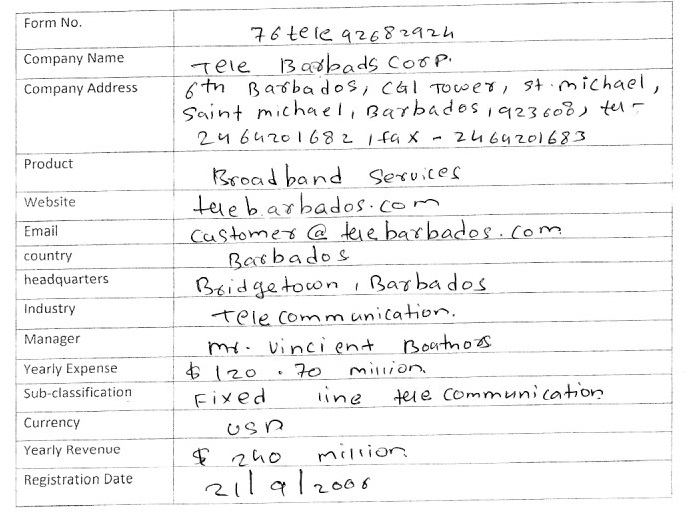 Form No. 76tele92682924
Company Name Tele Barbads Corp.
Company Address 6th Barbados, CGI Tower, St. michael,
Saint michael, Barbados, 923608, tel-
2464201682, fax - 2464201683
Product Broadband Services
Website telebarbados.com
Email customer@telebarbados.com
country Barbados
headquarters Bridgetown, Barbados
Industry Telecommunication.
Manager mr. Vincient
Yearly Expense $ 120.70 million
Sub-classification Fixed line telecommunication
Currency USD
Yearly Revenue $ 240 million
Registration Date 21/9/2006